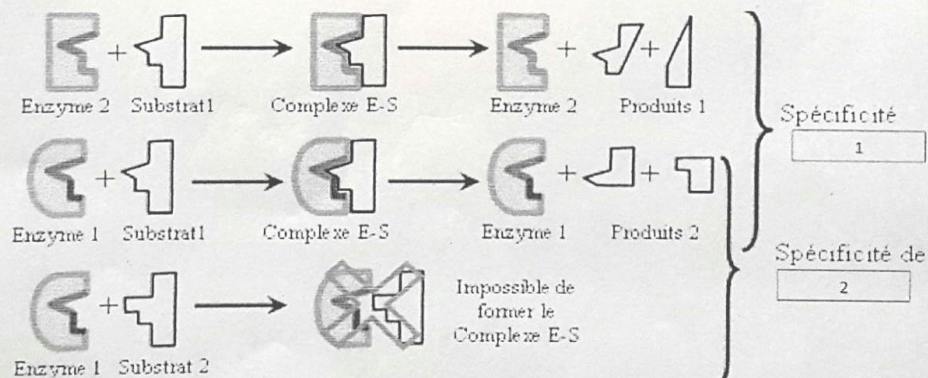 Enzyme 2 + Substrat1 Complexe E-S Enzyme 2 + Produits 1 +
Spécificité
1
Enzyme 1 + Substrat1 Complexe E-S Enzyme 1 + Produits 2 +
Spécificité de
2
Enzyme 1 + Substrat 2
Impossible de
former le
Complexe E-S